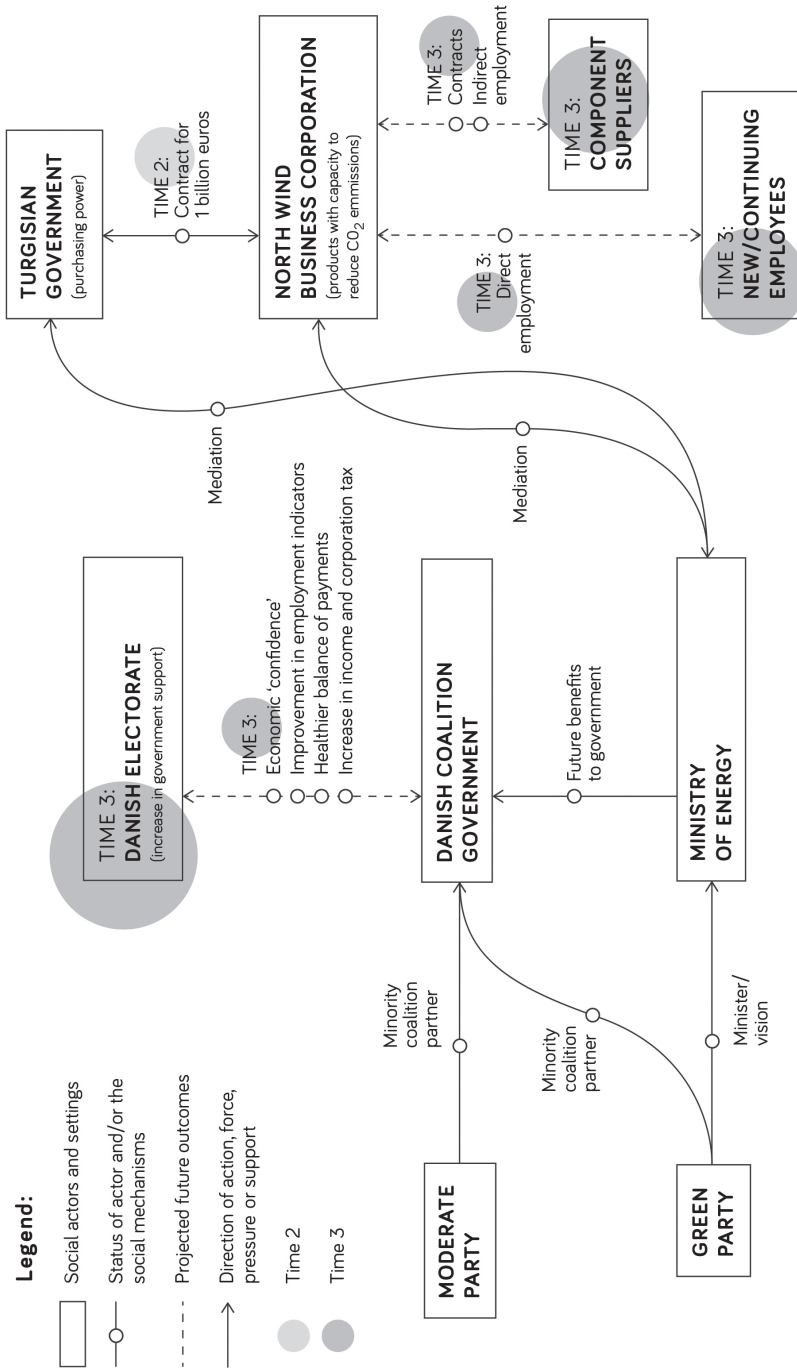 Legend:
Social actors and settings
Status of actor and/or the
social mechanisms
Projected future outcomes
Direction of action, force,
pressure or support
Time 2
Time 3
MODERATE
PARTY
GREEN
PARTY
Minority
coalition
partner
Minority
coalition
partner
Minister/
vision
TIME 3:
DANISH ELECTORATE
(increase in government support)
TIME 3:
Economic ‘confidence’
Improvement in employment indicators
Healthier balance of payments
Increase in income and corporation tax
DANISH COALITION
GOVERNMENT
Future benefits
to government
MINISTRY
OF ENERGY
Mediation
Mediation
TURGISIAN
GOVERNMENT
(purchasing power)
TIME 2:
Contract for
1 billion euros
NORTH WIND
BUSINESS CORPORATION
(products with capacity to
reduce CO₂ emmissions)
TIME 3:
Direct
employment
TIME 3:
Contracts
Indirect
employment
TIME 3:
COMPONENT
SUPPLIERS
TIME 3:
NEW/CONTINUING
EMPLOYEES